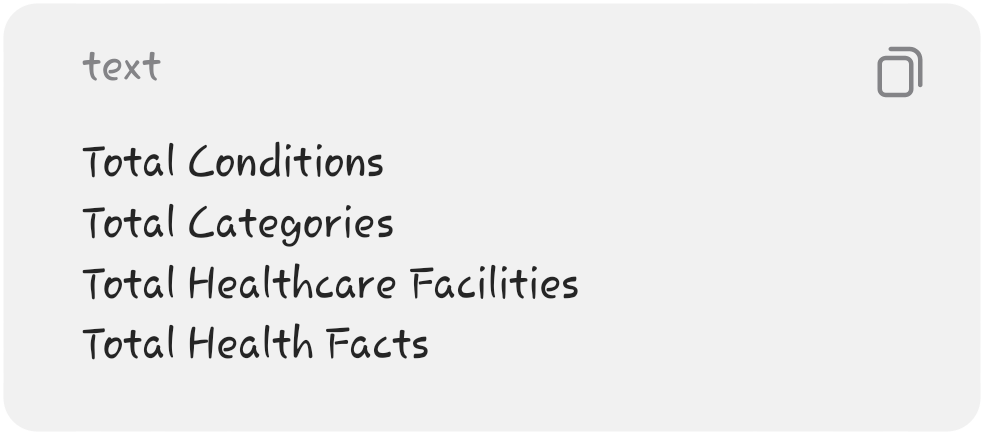 text
Total Conditions
Total Categories
Total Healthcare Facilities
Total Health Facts